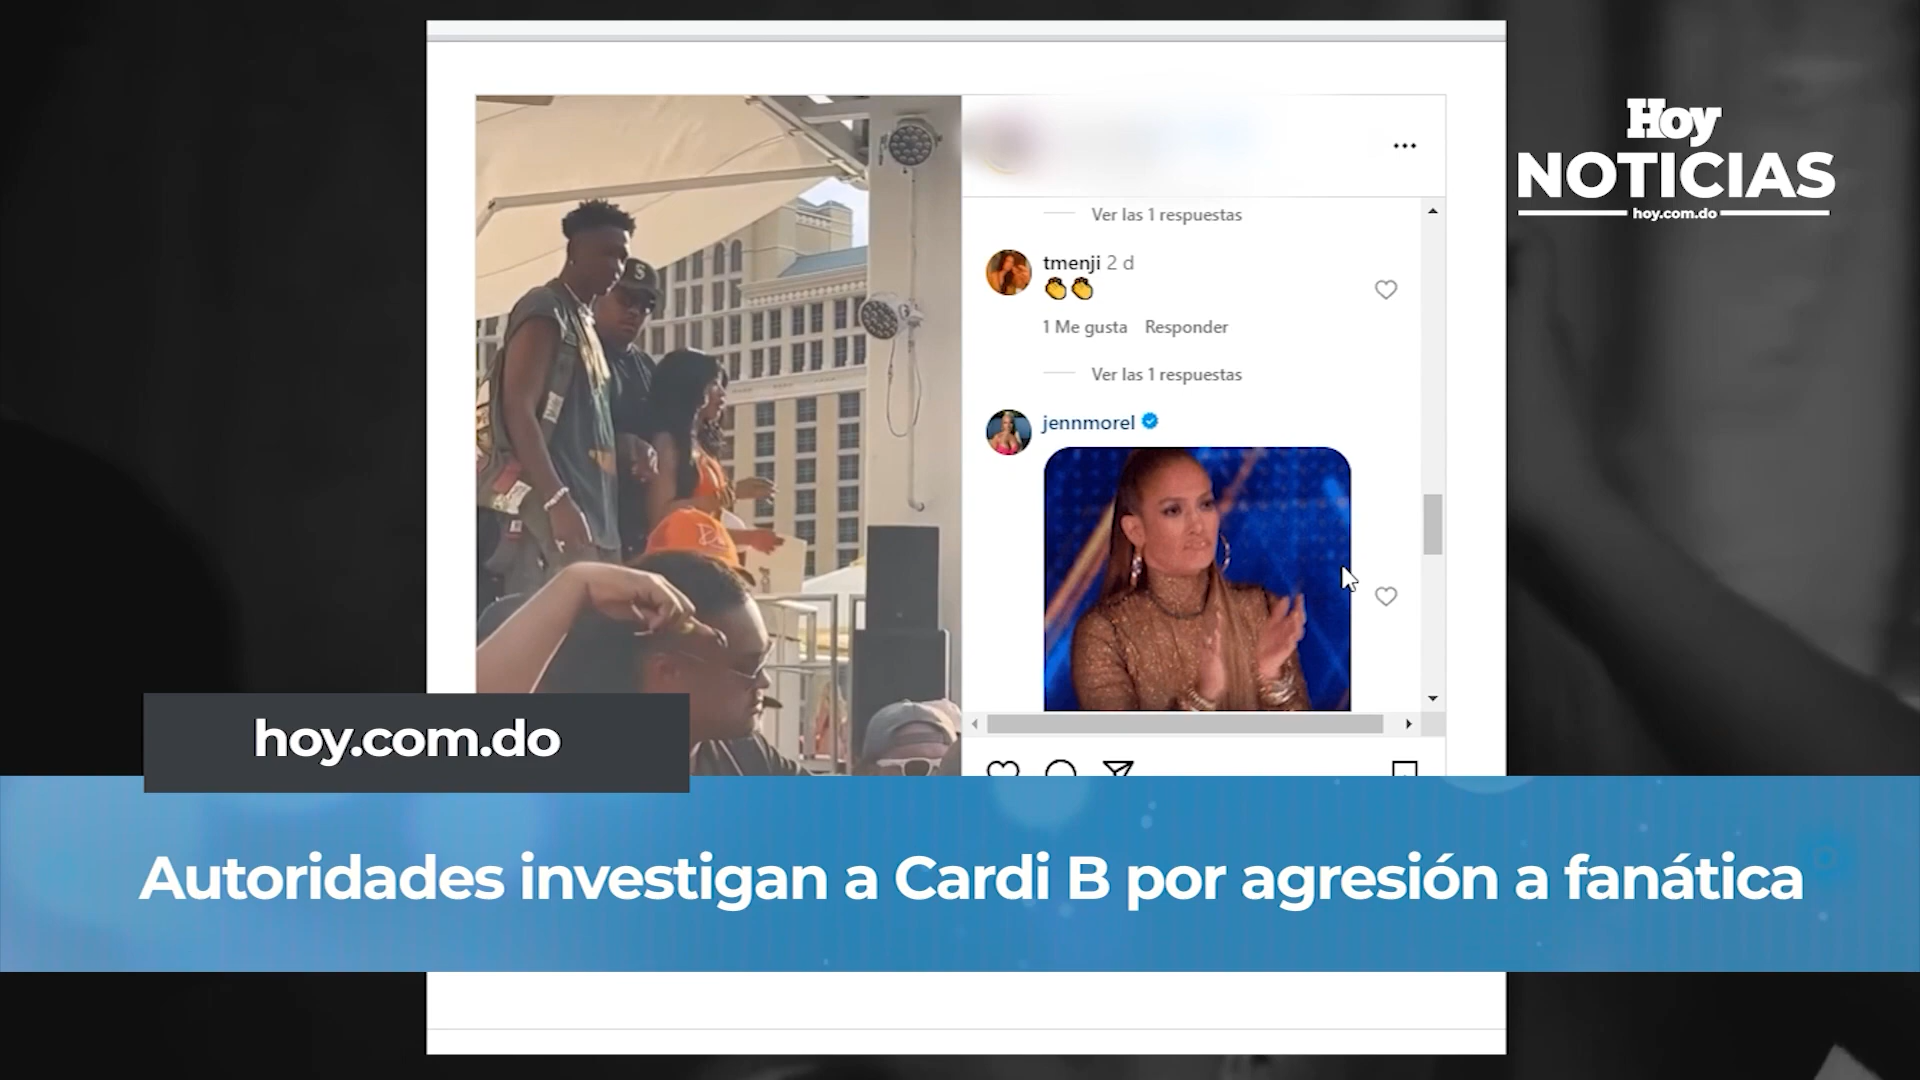 Hoy
NOTICIAS
hoy.com.do
Ver las 1 respuestas
tmenji 2 d
1 Me gusta Responder
Ver las 1 respuestas
jennmorel
S
hoy.com.do
Autoridades investigan a Cardi B por agresión a fanática